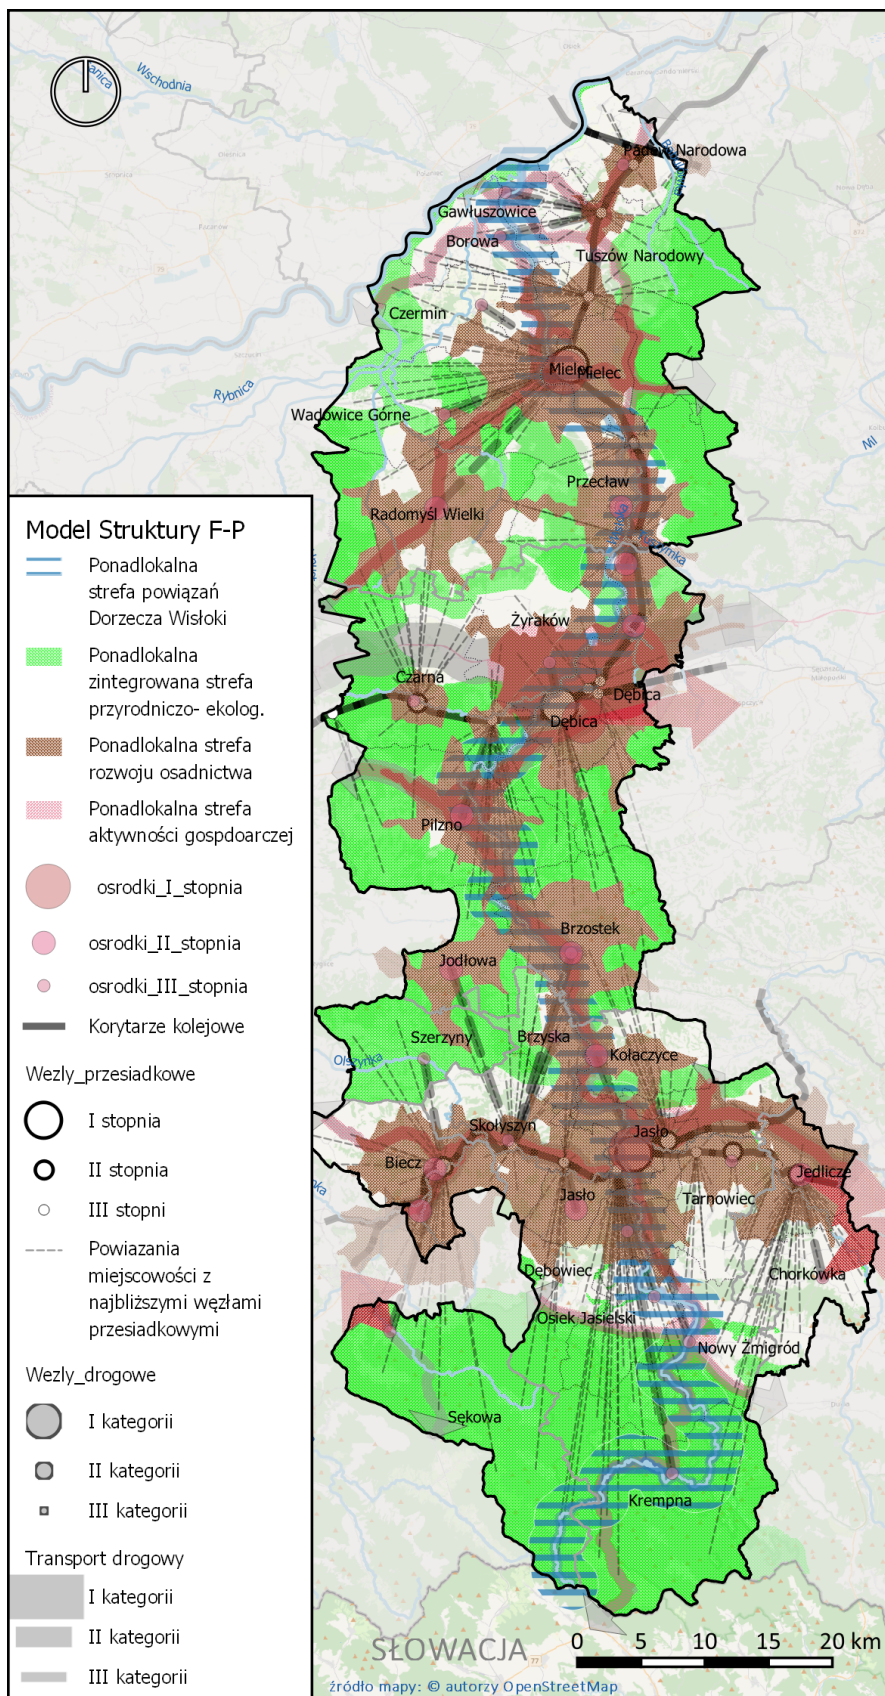 Wschodnia
Padew Narodowa
Gawłuszowice
Borowa
Tuszów Narodowy
Czermin
Mielec
Mielec
Rybnica
Wadowice Górne
Przecław
Radomyśl Wielki
Żyraków
Czarna
Dębica
Dębica
Pilzno
Brzostek
Jodłowa
Szerzyny
Brzyska
Kołaczyce
Olszynka
Skołyszyn
Jasło
Biecz
Jedlicze
Jasło
Tarnowiec
Dębowiec
Chorkówka
Osiek Jasielski
Nowy Żmigród
Sękowa
Krempna
Model Struktury F-P
Ponadlokalna
strefa powiązań
Dorzecza Wisłoki
Ponadlokalna
zintegrowana strefa
przyrodniczo- ekolog.
Ponadlokalna strefa
rozwoju osadnictwa
Ponadlokalna strefa
aktywności gospdoarczej
osrodki_I_stopnia
osrodki_II_stopnia
osrodki_III_stopnia
Korytarze kolejowe
Wezly_przesiadkowe
I stopnia
II stopnia
III stopni
Powiazania
miejscowości z
najbliższymi węzłami
przesiadkowymi
Wezly_drogowe
I kategorii
II kategorii
III kategorii
Transport drogowy
I kategorii
II kategorii
III kategorii
SŁOWACJA
0 5 10 15 20 km
źródło mapy: © autorzy OpenStreetMap